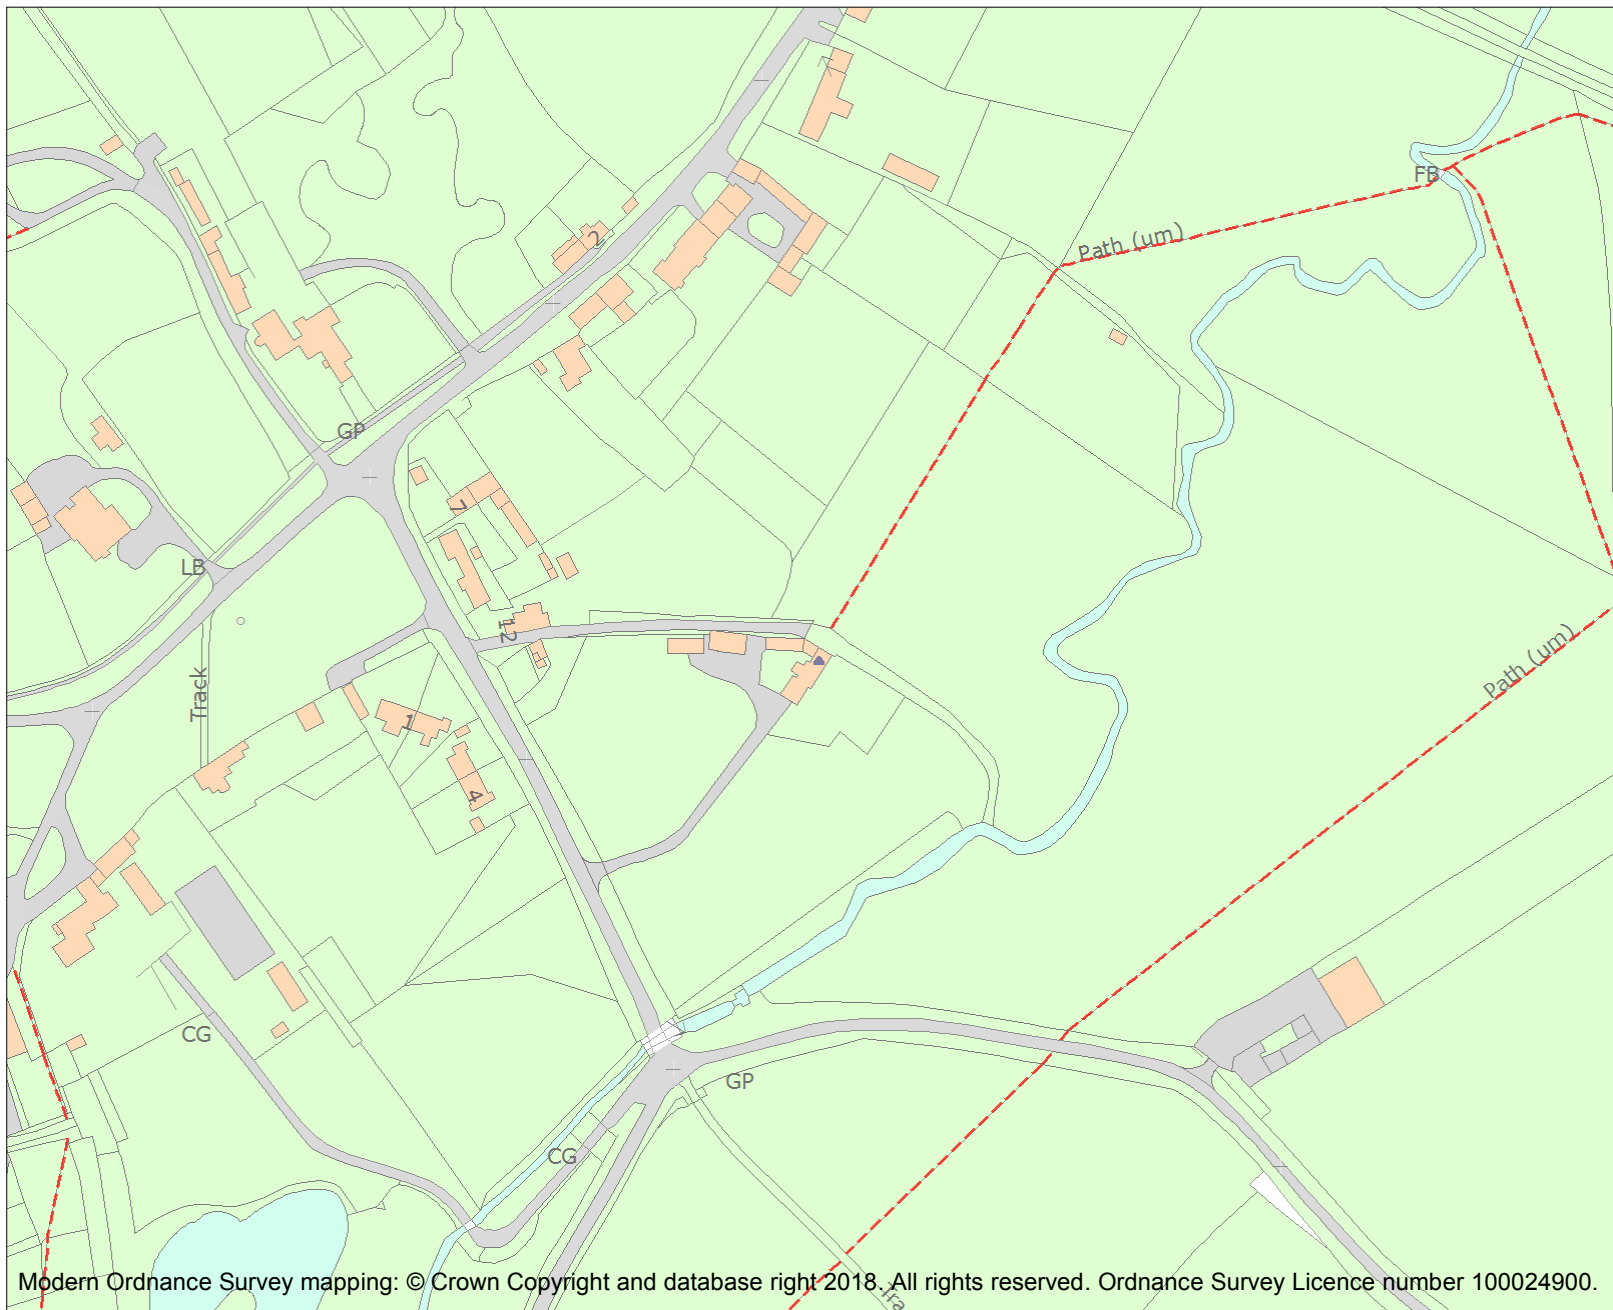 FB
Path (um)
2
GP
7
LB
12
Track
Path (um)
1
4
CG
GP
CG
Modern Ordnance Survey mapping: © Crown Copyright and database right 2018. All rights reserved. Ordnance Survey Licence number 100024900.
Tra